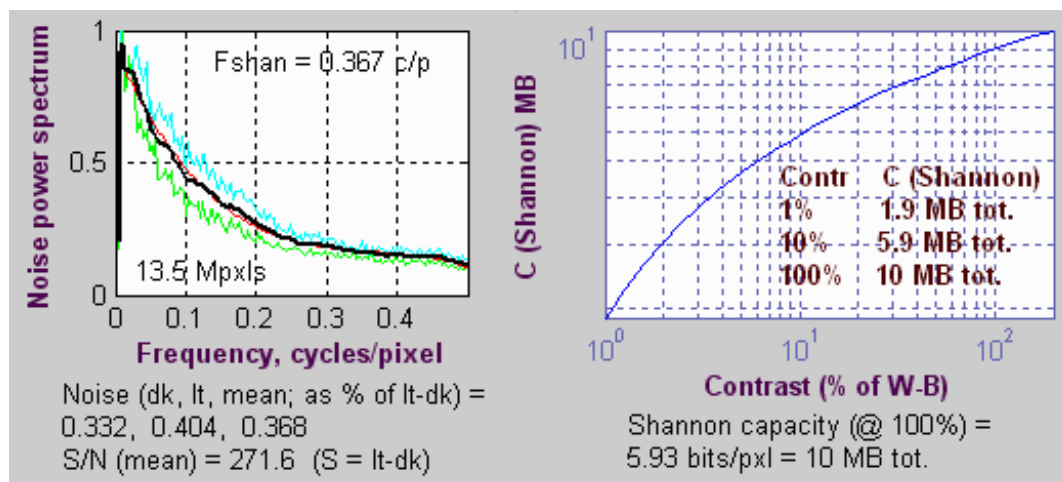 Noise power spectrum
1
0.5
0
Fshan = 0.367 c/p
13.5 Mpxls
0 0.1 0.2 0.3 0.4
Frequency, cycles/pixel
Noise (dk, lt, mean; as % of lt-dk) =
0.332, 0.404, 0.368
S/N (mean) = 271.6 (S = lt-dk)
C (Shannon) MB
10^1
Contr C (Shannon)
1% 1.9 MB tot.
10% 5.9 MB tot.
100% 10 MB tot.
10^0 10^1 10^2
Contrast (% of W-B)
Shannon capacity (@ 100%) =
5.93 bits/pxl = 10 MB tot.